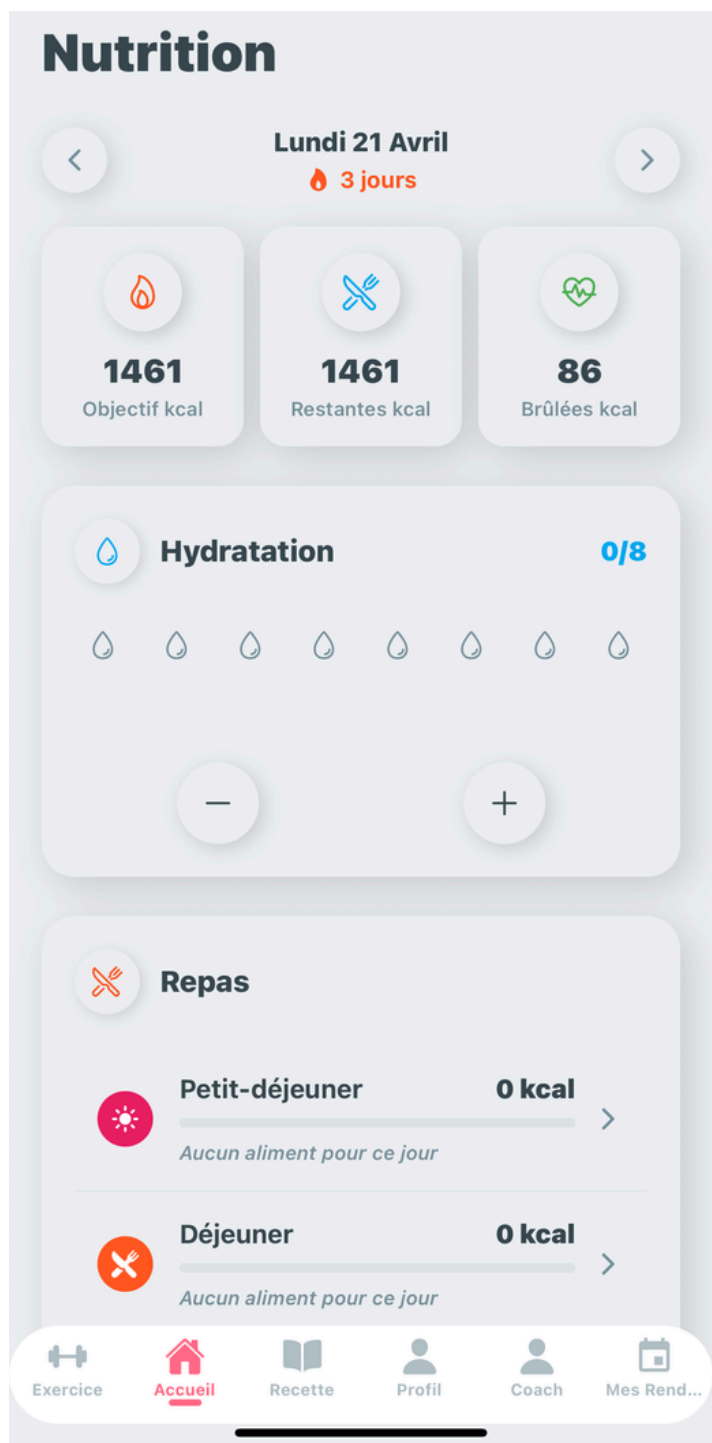 Nutrition
Lundi 21 Avril
3 jours
1461
Objectif kcal
1461
Restantes kcal
86
Brûlées kcal
Hydratation
0/8
Repas
Petit-déjeuner
0 kcal
Aucun aliment pour ce jour
Déjeuner
0 kcal
Aucun aliment pour ce jour
Exercice
Accueil
Recette
Profil
Coach
Mes Rend...